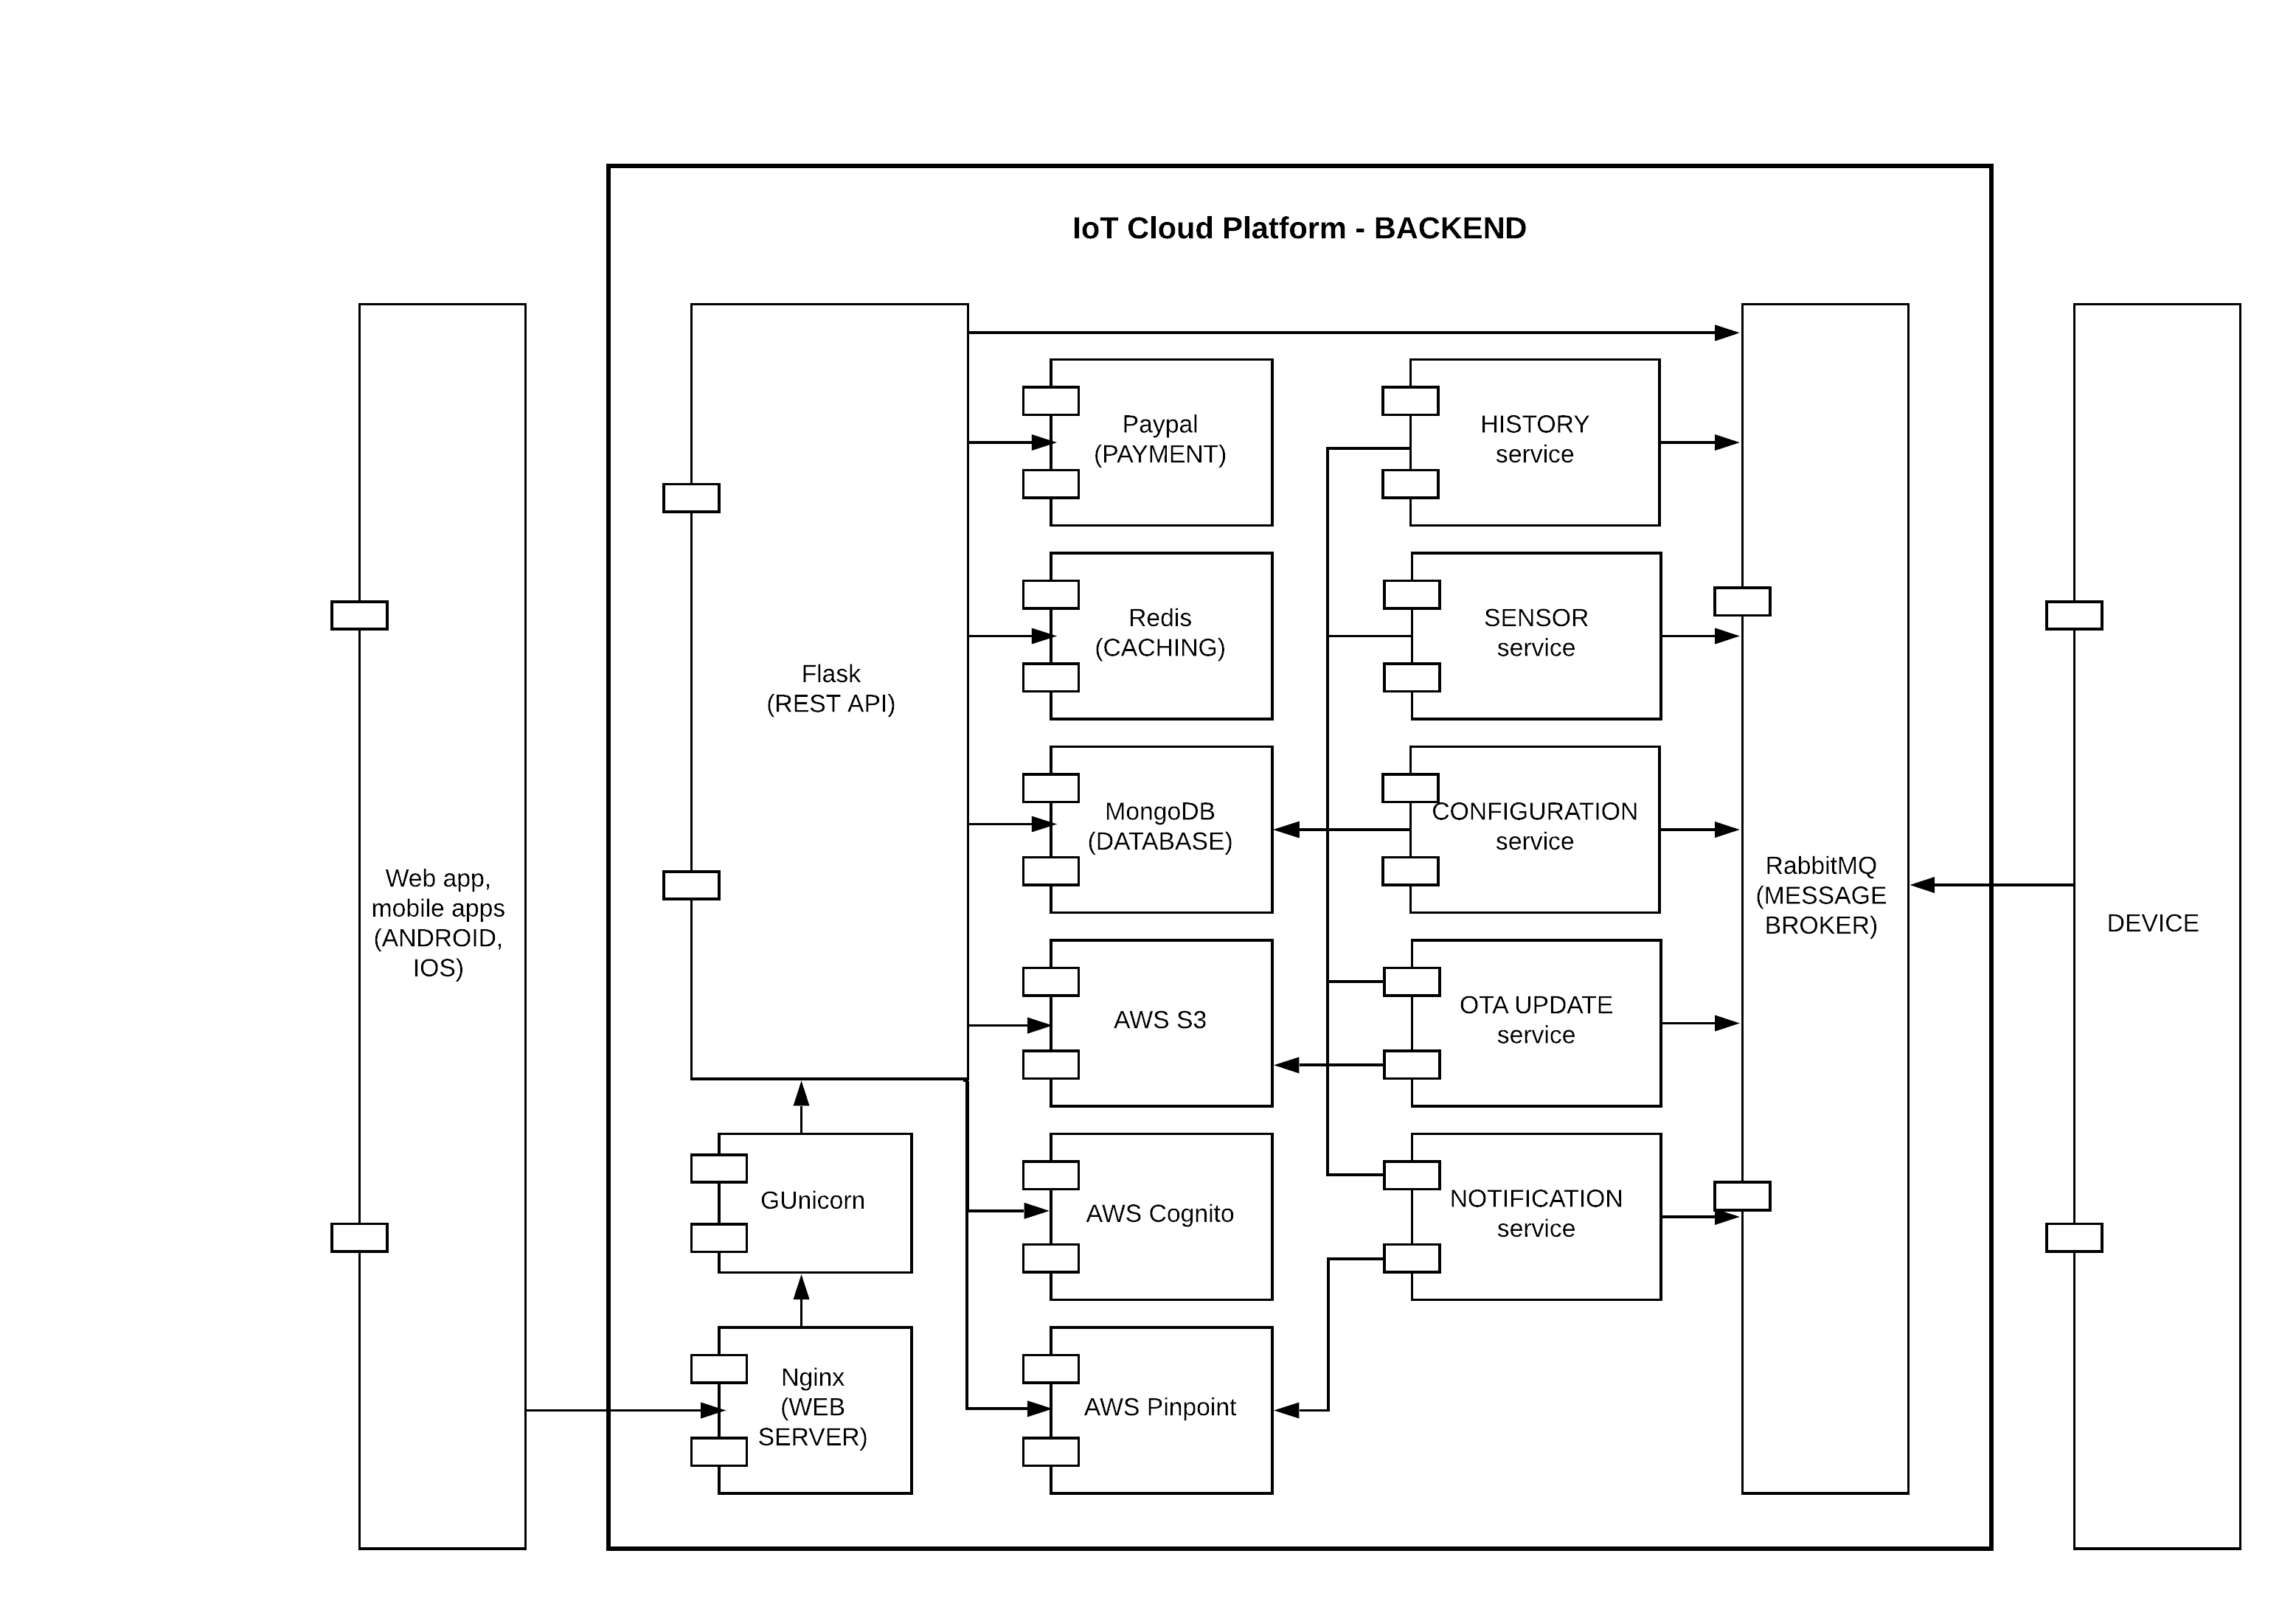 IoT Cloud Platform - BACKEND
Web app,
mobile apps
(ANDROID,
IOS)
Flask
(REST API)
GUnicorn
Nginx
(WEB
SERVER)
Paypal
(PAYMENT)
Redis
(CACHING)
MongoDB
(DATABASE)
AWS S3
AWS Cognito
AWS Pinpoint
HISTORY
service
SENSOR
service
CONFIGURATION
service
OTA UPDATE
service
NOTIFICATION
service
RabbitMQ
(MESSAGE
BROKER)
DEVICE